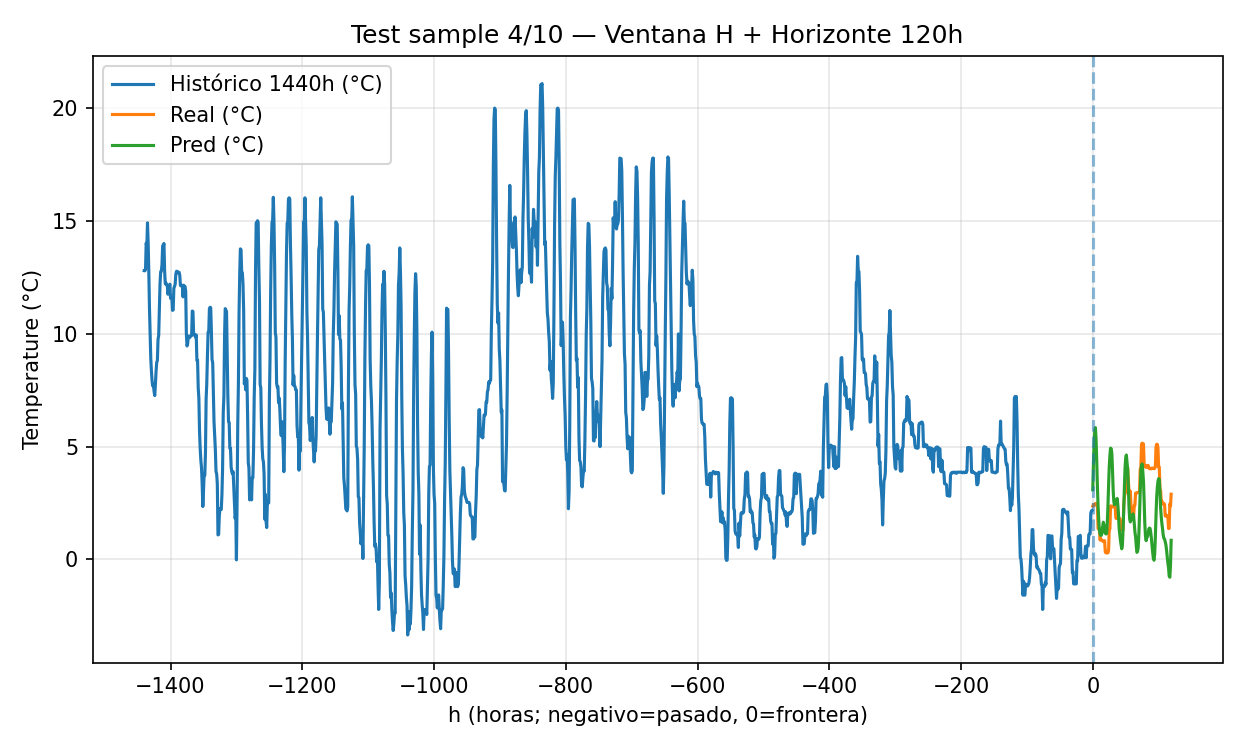 Test sample 4/10 — Ventana H + Horizonte 120h
Histórico 1440h (°C)
Real (°C)
Pred (°C)
Temperature (°C)
20
15
10
5
0
−1400 −1200 −1000 −800 −600 −400 −200 0
h (horas; negativo=pasado, 0=frontera)